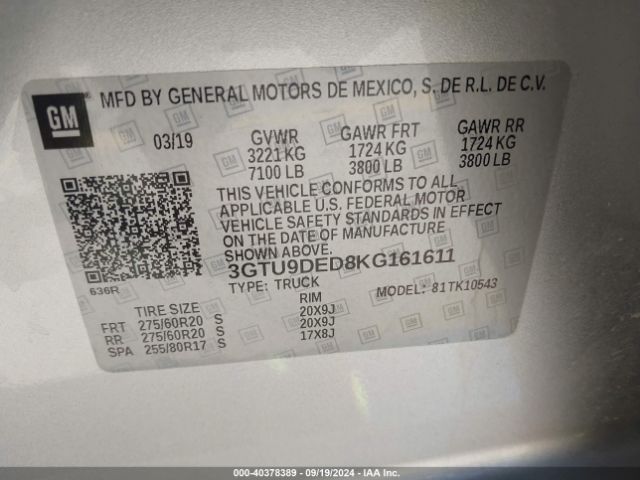 GM
MFD BY GENERAL MOTORS DE MEXICO, S. DE R.L. DE C.V.
03/19 GVWR GAWR FRT GAWR RR
3221 KG 1724 KG 1724 KG
7100 LB 3800 LB 3800 LB
THIS VEHICLE CONFORMS TO ALL
APPLICABLE U.S. FEDERAL MOTOR
VEHICLE SAFETY STANDARDS IN EFFECT
ON THE DATE OF MANUFACTURE
SHOWN ABOVE.
3GTU9DED8KG161611
TYPE: TRUCK MODEL: 81TK10543
636R
TIRE SIZE RIM
FRT 275/60R20 S 20X9J
RR 275/60R20 S 20X9J
SPA 255/80R17 S 17X8J
000-40378389 - 09/19/2024 - IAAI.COM